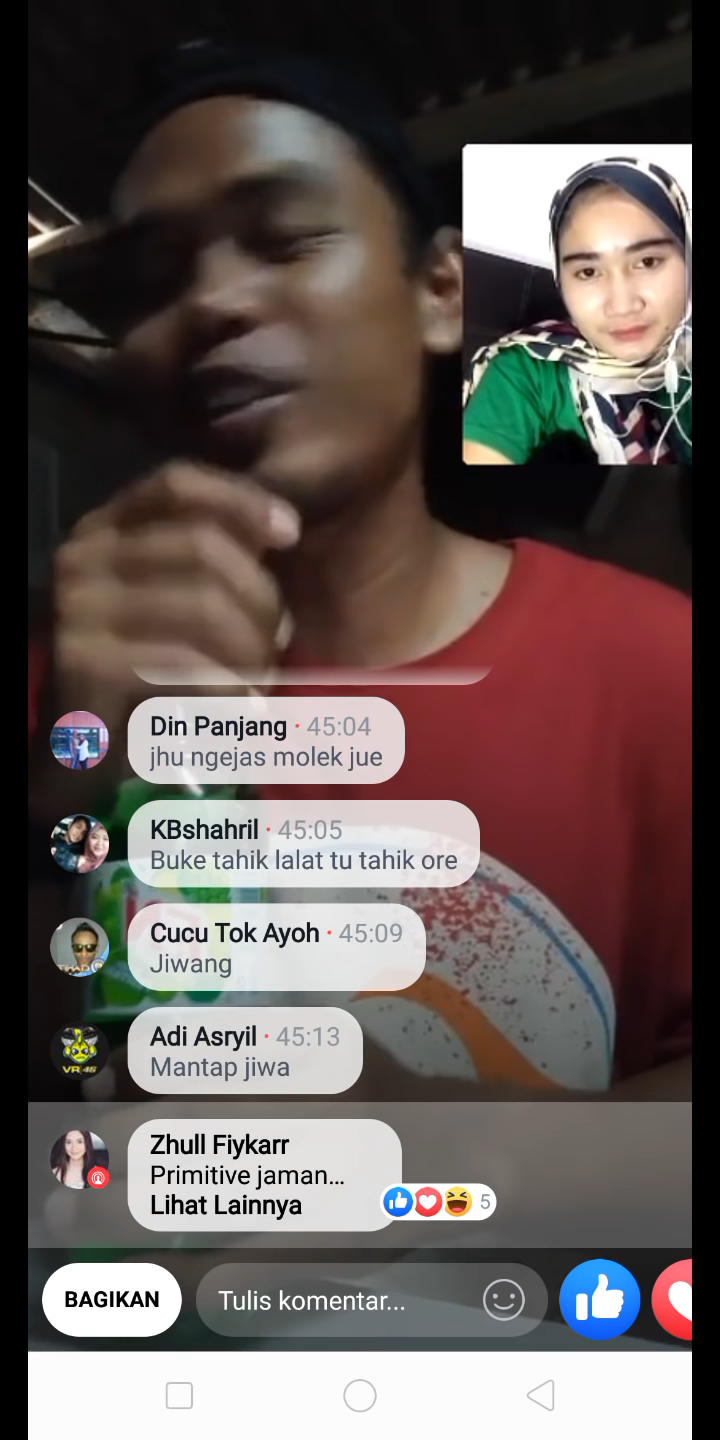 Din Panjang · 45:04
jhu ngejas molek jue
KBshahril · 45:05
Buke tahik lalat tu tahik ore
Cucu Tok Ayoh · 45:09
Jiwang
Adi Asryil · 45:13
Mantap jiwa
VR 46
Zhull Fiykarr
Primitive jaman...
Lihat Lainnya
5
BAGIKAN
Tulis komentar...